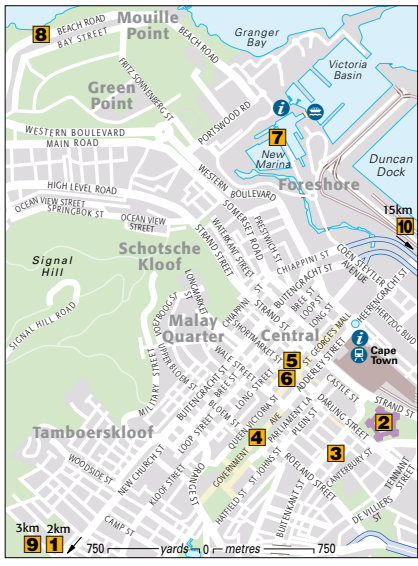 Mouille
Point
Granger
Bay
8
BEACH ROAD
BAY STREET
BEACH ROAD
Victoria
Basin
FRITZ SONNENBERG ST
Green
Point
PORTSWOOD RD
i
7
New
Marina
WESTERN BOULEVARD
MAIN ROAD
Duncan
Dock
Foreshore
WESTERN BOULEVARD
HIGH LEVEL ROAD
OCEAN VIEW STREET
SPRINGBOK ST
OCEAN VIEW
STREET
SOMERSET ROAD
PRESTWICH ST
WATERKANT STREET
STRAND STREET
15km
10
Schotsche
Kloof
CHIAPPINI ST
COEN STEYTLER
AVENUE
Signal
Hill
LONGMARKET
ST
BUITENGRACHT ST
BREE ST
LOOP ST
LONG ST
HEERENGRACHT ST
HERTZOG BLVD
SIGNAL HILL ROAD
CHIAPPINI
ST
STRAND ST
SHORTMARKET ST
Malay
Quarter
Central
ST GEORGE'S MALL
i
Cape
Town
UPPER BLOEM ST
WALE STREET
5
6
ADDERLEY STREET
MILITARY STREET
BUITENGRACHT ST
BREE ST
LONG STREET
CASTLE ST
STRAND ST
BLOEM ST
LOOP STREET
QUEEN VICTORIA ST
AVE
PARLIAMENT LA
PLEIN ST
DARLING STREET
2
Tamboerskloof
4
GOVERNMENT
3
WOODSIDE ST
NEW CHURCH ST
KLOOF STREET
ORANGE ST
ST JOHNS ST
ROELAND STREET
CANTERBURY ST
TENNANT
ST
HATFIELD ST
BUITENKANT ST
DE VILLIERS
ST
CAMP ST
3km
2km
9
1
750
yards
0
metres
750